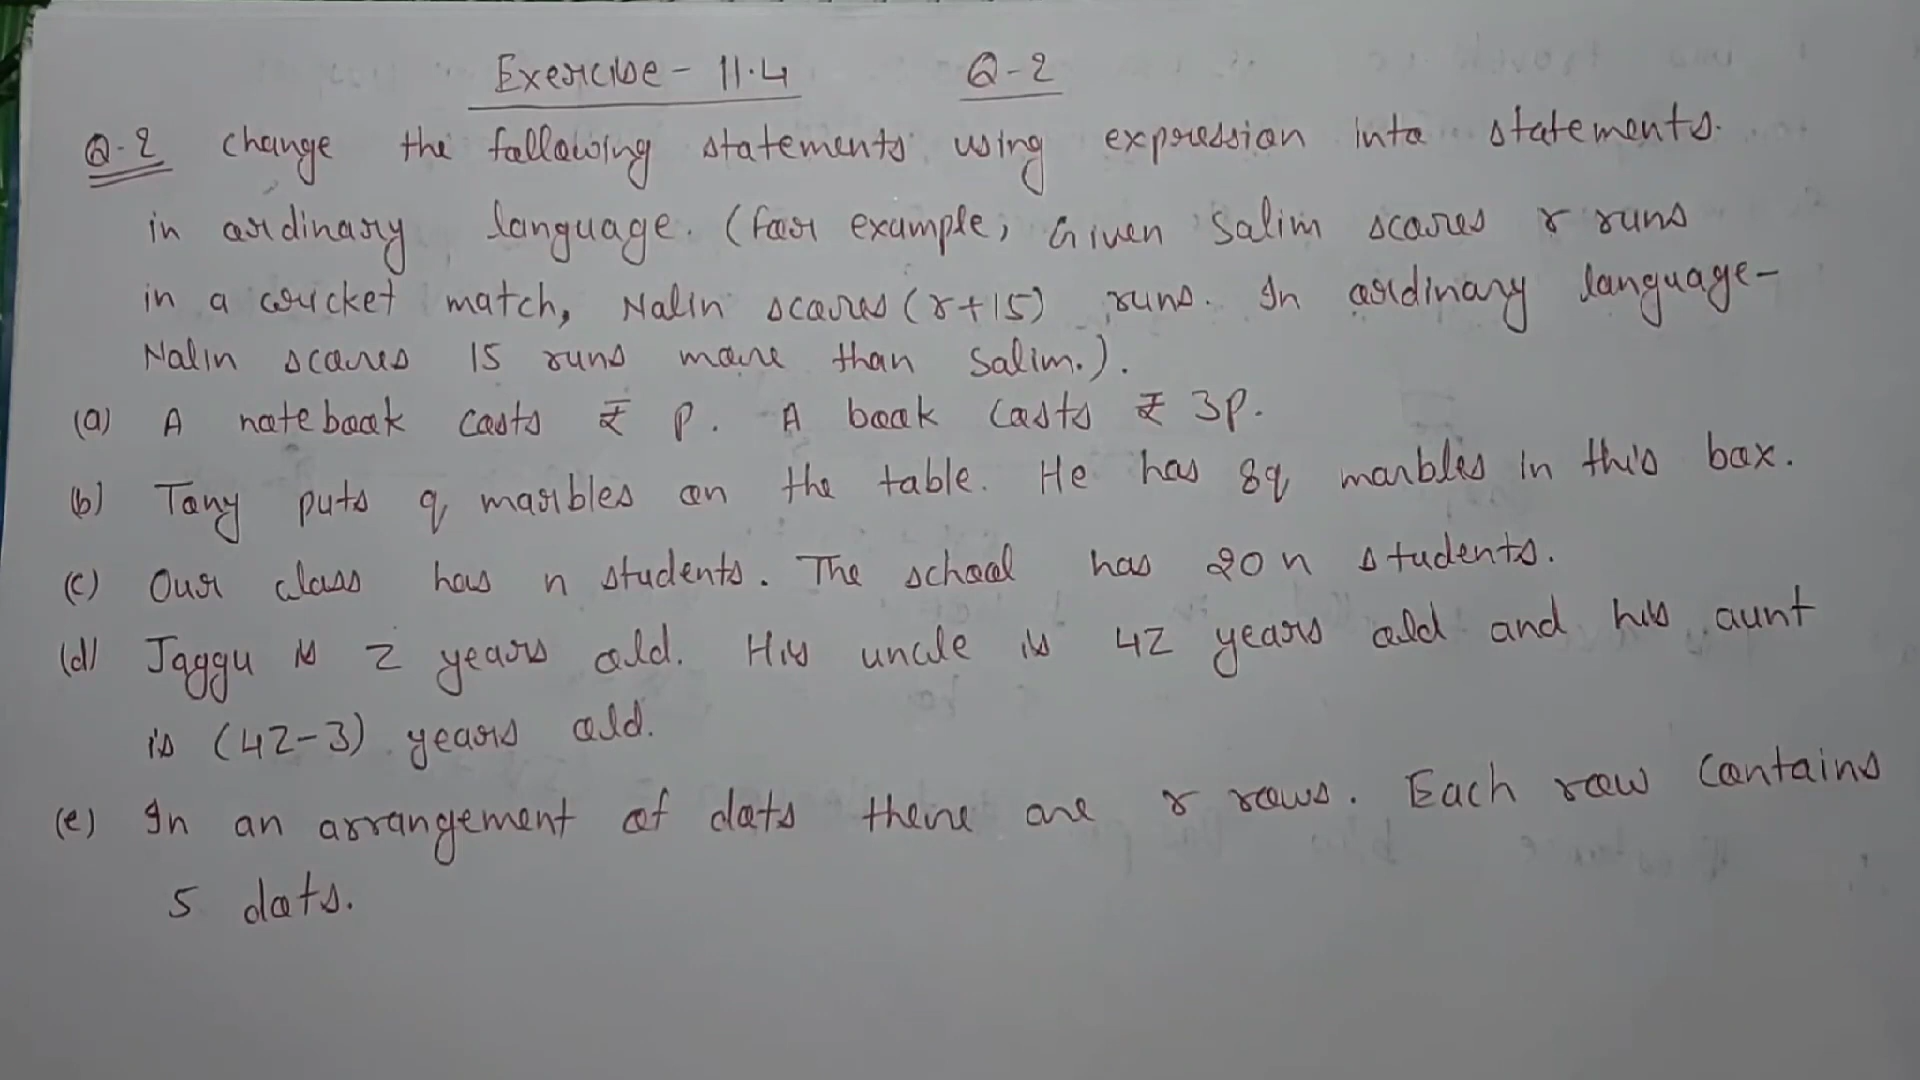 Exercise - 11.4 Q-2
Q-2 change the following statements using expression into statements.
in ordinary language. (for example, Given Salim scores r runs
in a cricket match, Nalin scores (r+15) runs. In ordinary language-
Nalin scores 15 runs more than Salim.).
(a) A notebook costs ₹ p. A book costs ₹ 3p.
(b) Tony puts q marbles on the table. He has 8q marbles in this box.
(c) Our class has n students. The school has 20n students.
(d) Jaggu is z years old. His uncle is 4z years old and his aunt
is (4z-3) years old.
(e) In an arrangement of dots there are r rows. Each row contains
5 dots.